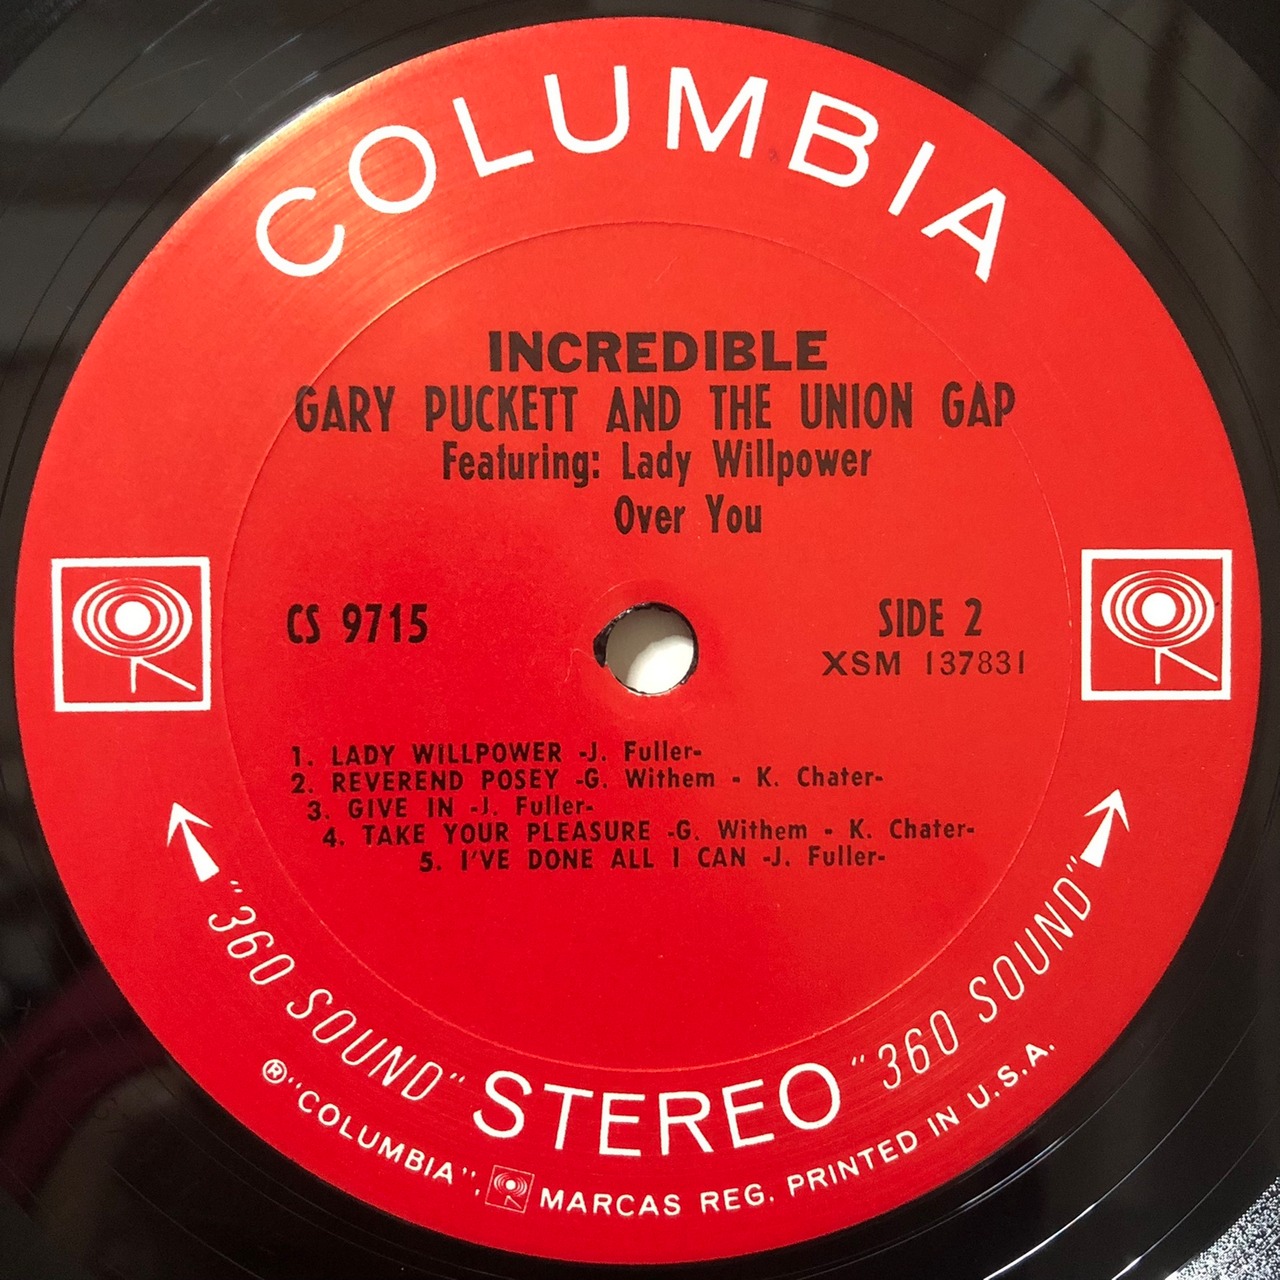 COLUMBIA
INCREDIBLE
GARY PUCKETT AND THE UNION GAP
Featuring: Lady Willpower
Over You
CS 9715
SIDE 2
XSM 137831
1. LADY WILLPOWER -J. Fuller-
2. REVEREND POSEY -G. Withem - K. Chater-
3. GIVE IN -J. Fuller-
4. TAKE YOUR PLEASURE -G. Withem - K. Chater-
5. I'VE DONE ALL I CAN -J. Fuller-
"360 SOUND" STEREO "360 SOUND"
®"COLUMBIA", MARCAS REG. PRINTED IN U.S.A.